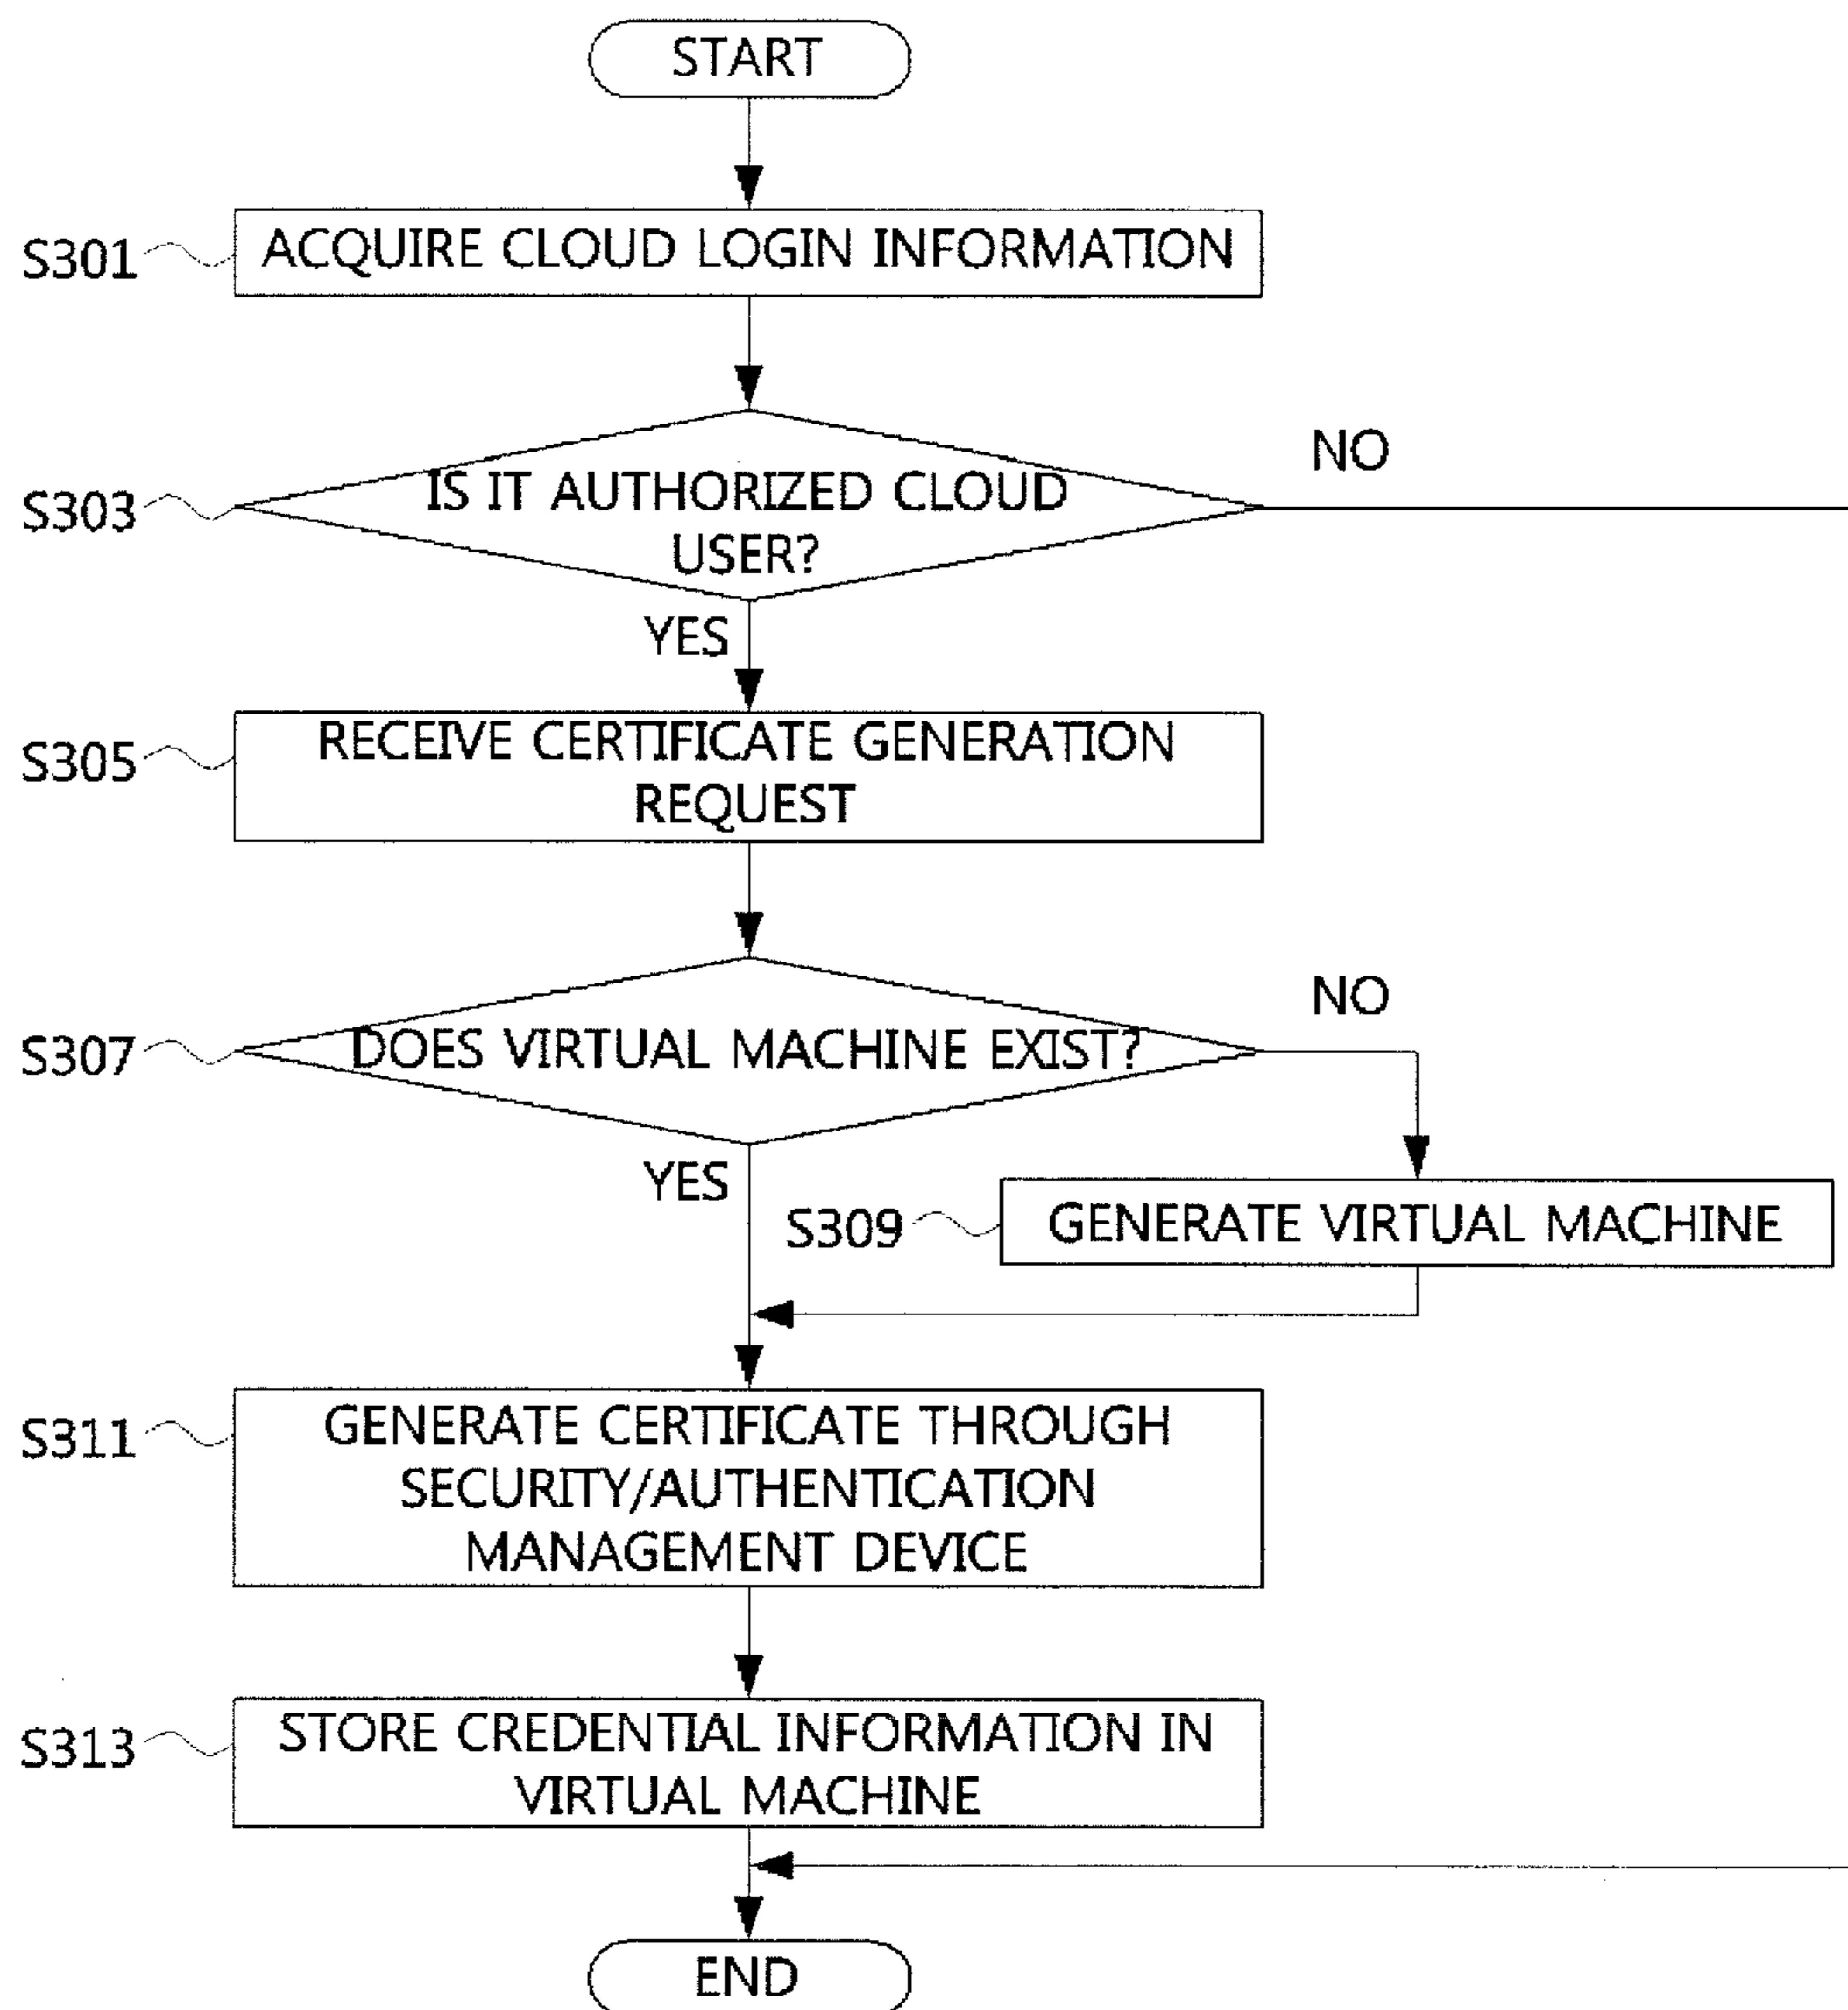 START
S301
ACQUIRE CLOUD LOGIN INFORMATION
NO
S303
IS IT AUTHORIZED CLOUD
USER?
YES
S305
RECEIVE CERTIFICATE GENERATION
REQUEST
NO
S307
DOES VIRTUAL MACHINE EXIST?
YES
S309
GENERATE VIRTUAL MACHINE
S311
GENERATE CERTIFICATE THROUGH
SECURITY/AUTHENTICATION
MANAGEMENT DEVICE
S313
STORE CREDENTIAL INFORMATION IN
VIRTUAL MACHINE
END